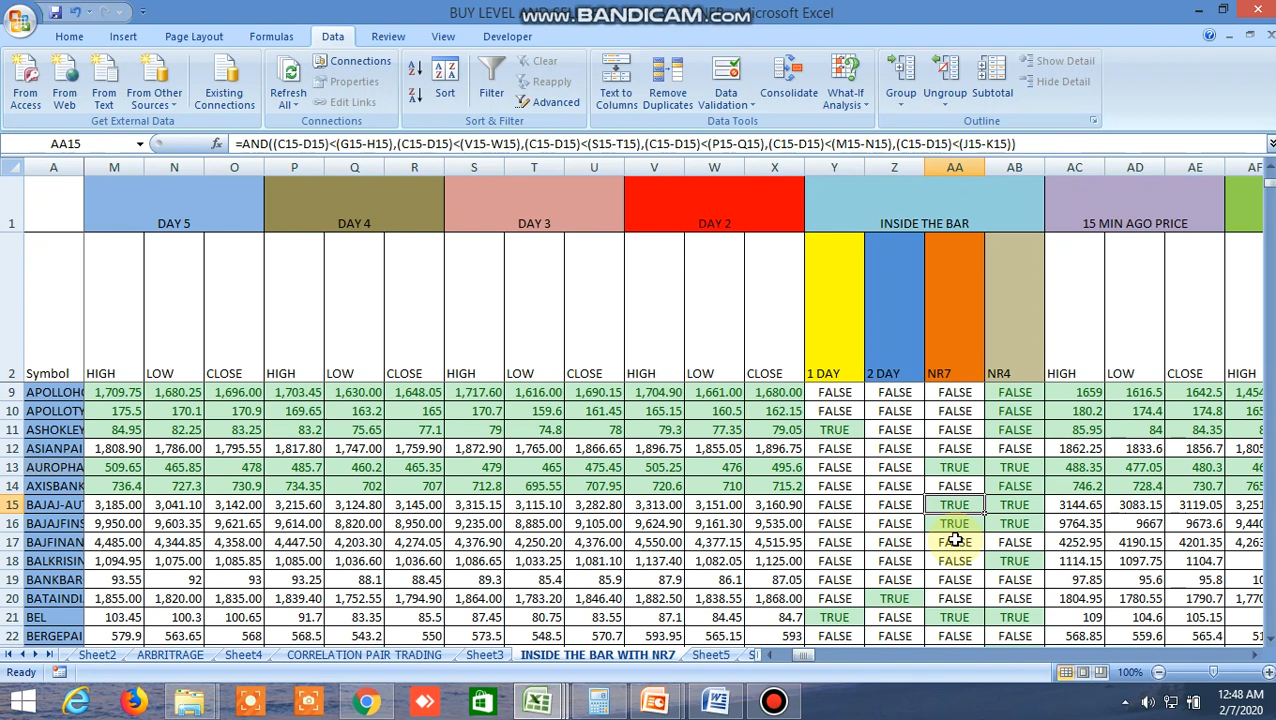 BUY LEVEL AND SE
www.BANDICAM.com
Microsoft Excel
Home Insert Page Layout Formulas Data Review View Developer
From Access
From Web
From Text
From Other Sources
Existing Connections
Get External Data
Refresh All
Connections
Properties
Edit Links
Connections
Sort
Filter
Clear
Reapply
Advanced
Sort & Filter
Text to Columns
Remove Duplicates
Data Validation
Consolidate
What-If Analysis
Data Tools
Group
Ungroup
Subtotal
Show Detail
Hide Detail
Outline
AA15 fx =AND((C15-D15)<(G15-H15),(C15-D15)<(V15-W15),(C15-D15)<(S15-T15),(C15-D15)<(P15-Q15),(C15-D15)<(M15-N15),(C15-D15)<(J15-K15))
A M N O P Q R S T U V W X Y Z AA AB AC AD AE AF
1 DAY 5 DAY 4 DAY 3 DAY 2 INSIDE THE BAR 15 MIN AGO PRICE
2 Symbol HIGH LOW CLOSE HIGH LOW CLOSE HIGH LOW CLOSE HIGH LOW CLOSE 1 DAY 2 DAY NR7 NR4 HIGH LOW CLOSE HIGH
9 APOLLOHO 1,709.75 1,680.25 1,696.00 1,703.45 1,630.00 1,648.05 1,717.60 1,616.00 1,690.15 1,704.90 1,661.00 1,680.00 FALSE FALSE FALSE FALSE 1659 1616.5 1642.5 1,454
10 APOLLOTY 175.5 170.1 170.9 169.65 163.2 165 170.7 159.6 161.45 165.15 160.5 162.15 FALSE FALSE FALSE FALSE 180.2 174.4 174.8 165
11 ASHOKLEY 84.95 82.25 83.25 83.2 75.65 77.1 79 74.8 78 79.3 77.35 79.05 TRUE FALSE FALSE FALSE 85.95 84 84.35 8
12 ASIANPAI 1,808.90 1,786.00 1,795.80 1,817.80 1,747.00 1,759.90 1,872.75 1,765.00 1,866.65 1,896.75 1,855.05 1,896.75 FALSE FALSE FALSE FALSE 1862.25 1833.6 1856.7 1,805
13 AUROPHA 509.65 465.85 478 485.7 460.2 465.35 479 465 475.45 505.25 476 495.6 FALSE FALSE TRUE TRUE 488.35 477.05 480.3 46
14 AXISBANK 736.4 727.3 730.9 734.35 702 707 712.8 695.55 707.95 720.6 710 715.2 FALSE FALSE FALSE FALSE 746.2 728.4 730.7 765
15 BAJAJ-AUT 3,185.00 3,041.10 3,142.00 3,215.60 3,124.80 3,145.00 3,315.15 3,115.10 3,282.80 3,313.00 3,151.00 3,160.90 FALSE FALSE TRUE TRUE 3144.65 3083.15 3119.05 3,251
16 BAJAJFINS 9,950.00 9,603.35 9,621.65 9,614.00 8,820.00 8,950.00 9,235.00 8,885.00 9,105.00 9,624.90 9,161.30 9,535.00 FALSE FALSE TRUE TRUE 9764.35 9667 9673.6 9,440
17 BAJFINAN 4,485.00 4,344.85 4,358.00 4,447.50 4,203.30 4,274.05 4,376.90 4,250.00 4,376.20 4,550.00 4,377.15 4,515.95 FALSE FALSE FALSE FALSE 4252.95 4190.15 4201.35 4,263
18 BALKRISIN 1,094.95 1,075.00 1,085.85 1,085.00 1,036.60 1,036.60 1,086.65 1,033.25 1,081.10 1,137.40 1,082.05 1,125.00 FALSE FALSE FALSE TRUE 1114.15 1097.75 1104.7
19 BANKBAR 93.55 92 93 93.25 88.1 88.45 89.3 85.4 85.9 87.9 86.1 87.05 FALSE FALSE FALSE FALSE 97.85 95.6 95.8 10
20 BATAINDI 1,855.00 1,820.00 1,835.00 1,839.40 1,752.55 1,794.90 1,864.00 1,783.20 1,846.40 1,882.50 1,838.55 1,868.00 FALSE TRUE FALSE FALSE 1804.95 1780.55 1790.7 1,770
21 BEL 103.45 100.3 100.65 91.7 83.35 85.5 87.4 80.75 83.55 87.1 84.45 84.7 TRUE FALSE TRUE TRUE 109 104.6 105.15
22 BERGEPAI 579.9 563.65 568 568.5 543.2 550 573.5 548.5 570.7 593.95 565.15 593 FALSE FALSE FALSE FALSE 568.85 559.6 565.4
Sheet2 ARBRITRAGE Sheet4 CORRELATION PAIR TRADING Sheet3 INSIDE THE BAR WITH NR7 Sheet5 S
Ready 100%
12:48 AM
2/7/2020